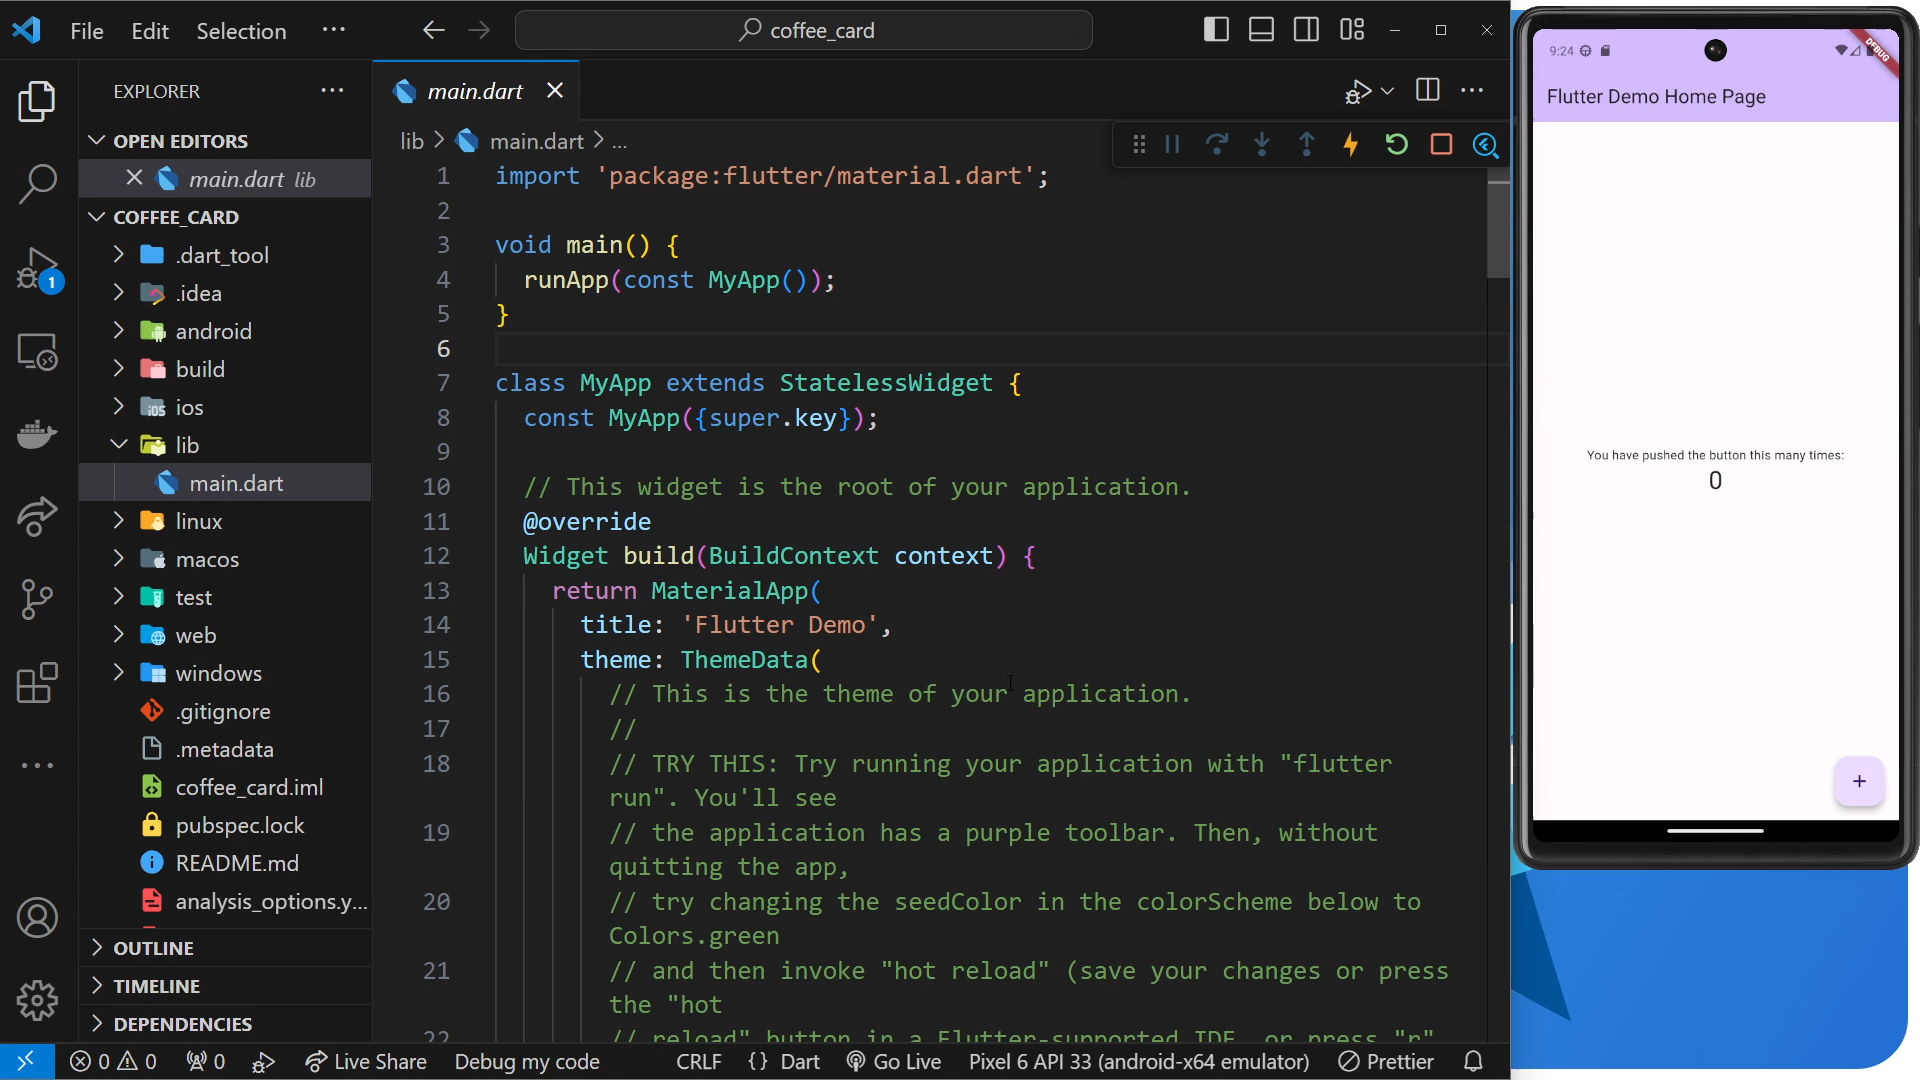 File Edit Selection ···
coffee_card
EXPLORER
OPEN EDITORS
main.dart lib
COFFEE_CARD
.dart_tool
.idea
android
build
ios
lib
main.dart
linux
macos
test
web
windows
.gitignore
.metadata
coffee_card.iml
pubspec.lock
README.md
analysis_options.y...
OUTLINE
TIMELINE
DEPENDENCIES
1
main.dart
lib > main.dart > ...
1 import 'package:flutter/material.dart';
2
3 void main() {
4 runApp(const MyApp());
5 }
6
7 class MyApp extends StatelessWidget {
8 const MyApp({super.key});
9
10 // This widget is the root of your application.
11 @override
12 Widget build(BuildContext context) {
13 return MaterialApp(
14 title: 'Flutter Demo',
15 theme: ThemeData(
16 // This is the theme of your application.
17 //
18 // TRY THIS: Try running your application with "flutter
run". You'll see
19 // the application has a purple toolbar. Then, without
quitting the app,
20 // try changing the seedColor in the colorScheme below to
Colors.green
21 // and then invoke "hot reload" (save your changes or press
the "hot
22 // reload" button in a Flutter-supported IDE, or press "r"
0 0 0 Live Share Debug my code CRLF {} Dart Go Live Pixel 6 API 33 (android-x64 emulator) Prettier
9:24
DEBUG
Flutter Demo Home Page
You have pushed the button this many times:
0
+